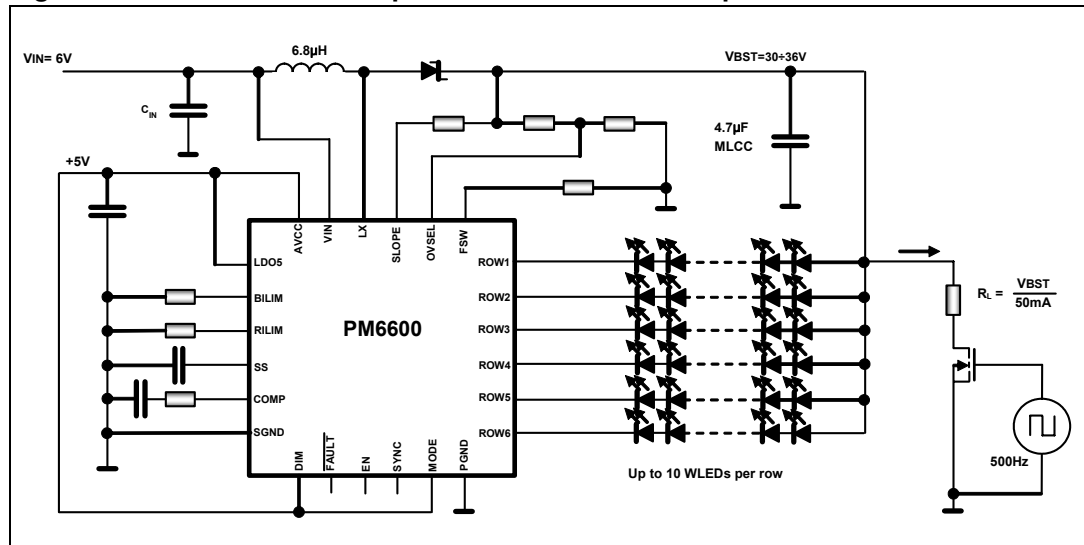 VIN= 6V
6.8µH
VBST=30÷36V
CIN
4.7µF
MLCC
+5V
AVCC
VIN
LX
SLOPE
OVSEL
FSW
LDO5
BILIM
RILIM
SS
COMP
SGND
PM6600
ROW1
ROW2
ROW3
ROW4
ROW5
ROW6
DIM
FAULT
EN
SYNC
MODE
PGND
Up to 10 WLEDs per row
RL = VBST
50mA
500Hz